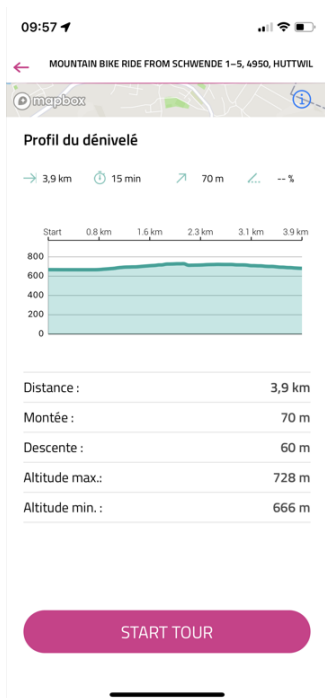 09:57
MOUNTAIN BIKE RIDE FROM SCHWENDE 1–5, 4950, HUTTWIL
mapbox
Profil du dénivelé
3,9 km 15 min 70 m -- %
Start 0.8 km 1.6 km 2.3 km 3.1 km 3.9 km
800
600
400
200
0
Distance : 3,9 km
Montée : 70 m
Descente : 60 m
Altitude max.: 728 m
Altitude min. : 666 m
START TOUR